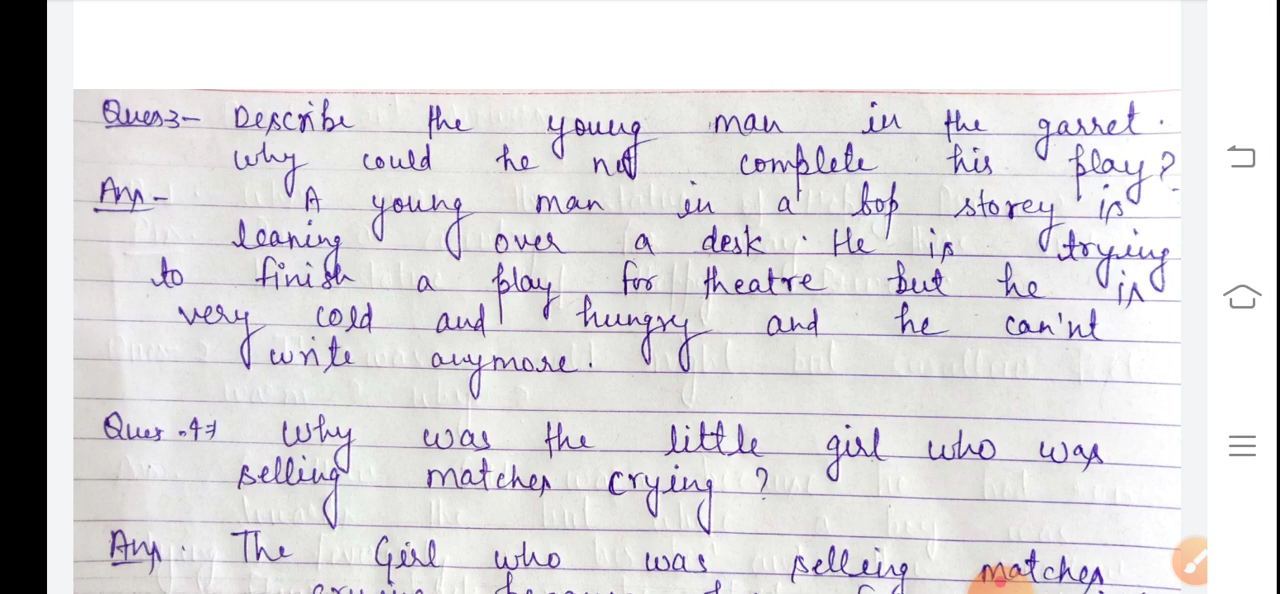 Ques3- Describe the young man in the garret.
why could he not complete his play?
Ans- A young man in a top storey is
leaning over a desk. He is trying
to finish a play for theatre but he is
very cold and hungry and he can'nt
write anymore.
Ques.4⇒ Why was the little girl who was
selling matches crying?
Ans. The Girl who was selleing matches